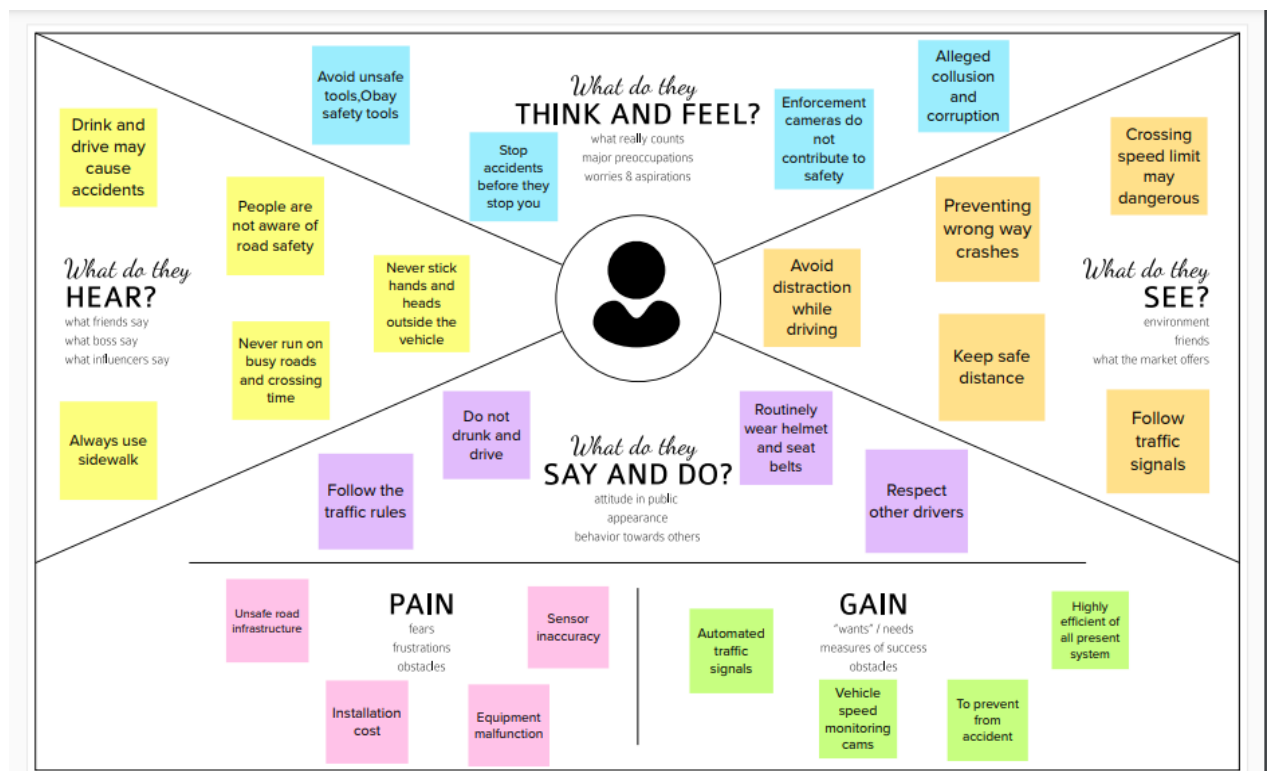 What do they
THINK AND FEEL?
what really counts
major preoccupations
worries & aspirations
Avoid unsafe
tools,Obay
safety tools
Stop
accidents
before they
stop you
Enforcement
cameras do
not
contribute to
safety
Alleged
collusion
and
corruption
What do they
HEAR?
what friends say
what boss say
what influencers say
Drink and
drive may
cause
accidents
People are
not aware of
road safety
Never stick
hands and
heads
outside the
vehicle
Never run on
busy roads
and crossing
time
Always use
sidewalk
What do they
SEE?
environment
friends
what the market offers
Crossing
speed limit
may
dangerous
Preventing
wrong way
crashes
Avoid
distraction
while
driving
Keep safe
distance
Follow
traffic
signals
What do they
SAY AND DO?
attitude in public
appearance
behavior towards others
Do not
drunk and
drive
Follow the
traffic rules
Routinely
wear helmet
and seat
belts
Respect
other drivers
PAIN
fears
frustrations
obstacles
Unsafe road
infrastructure
Sensor
inaccuracy
Installation
cost
Equipment
malfunction
GAIN
"wants" / needs
measures of success
obstacles
Automated
traffic
signals
Highly
efficient of
all present
system
Vehicle
speed
monitoring
cams
To prevent
from
accident